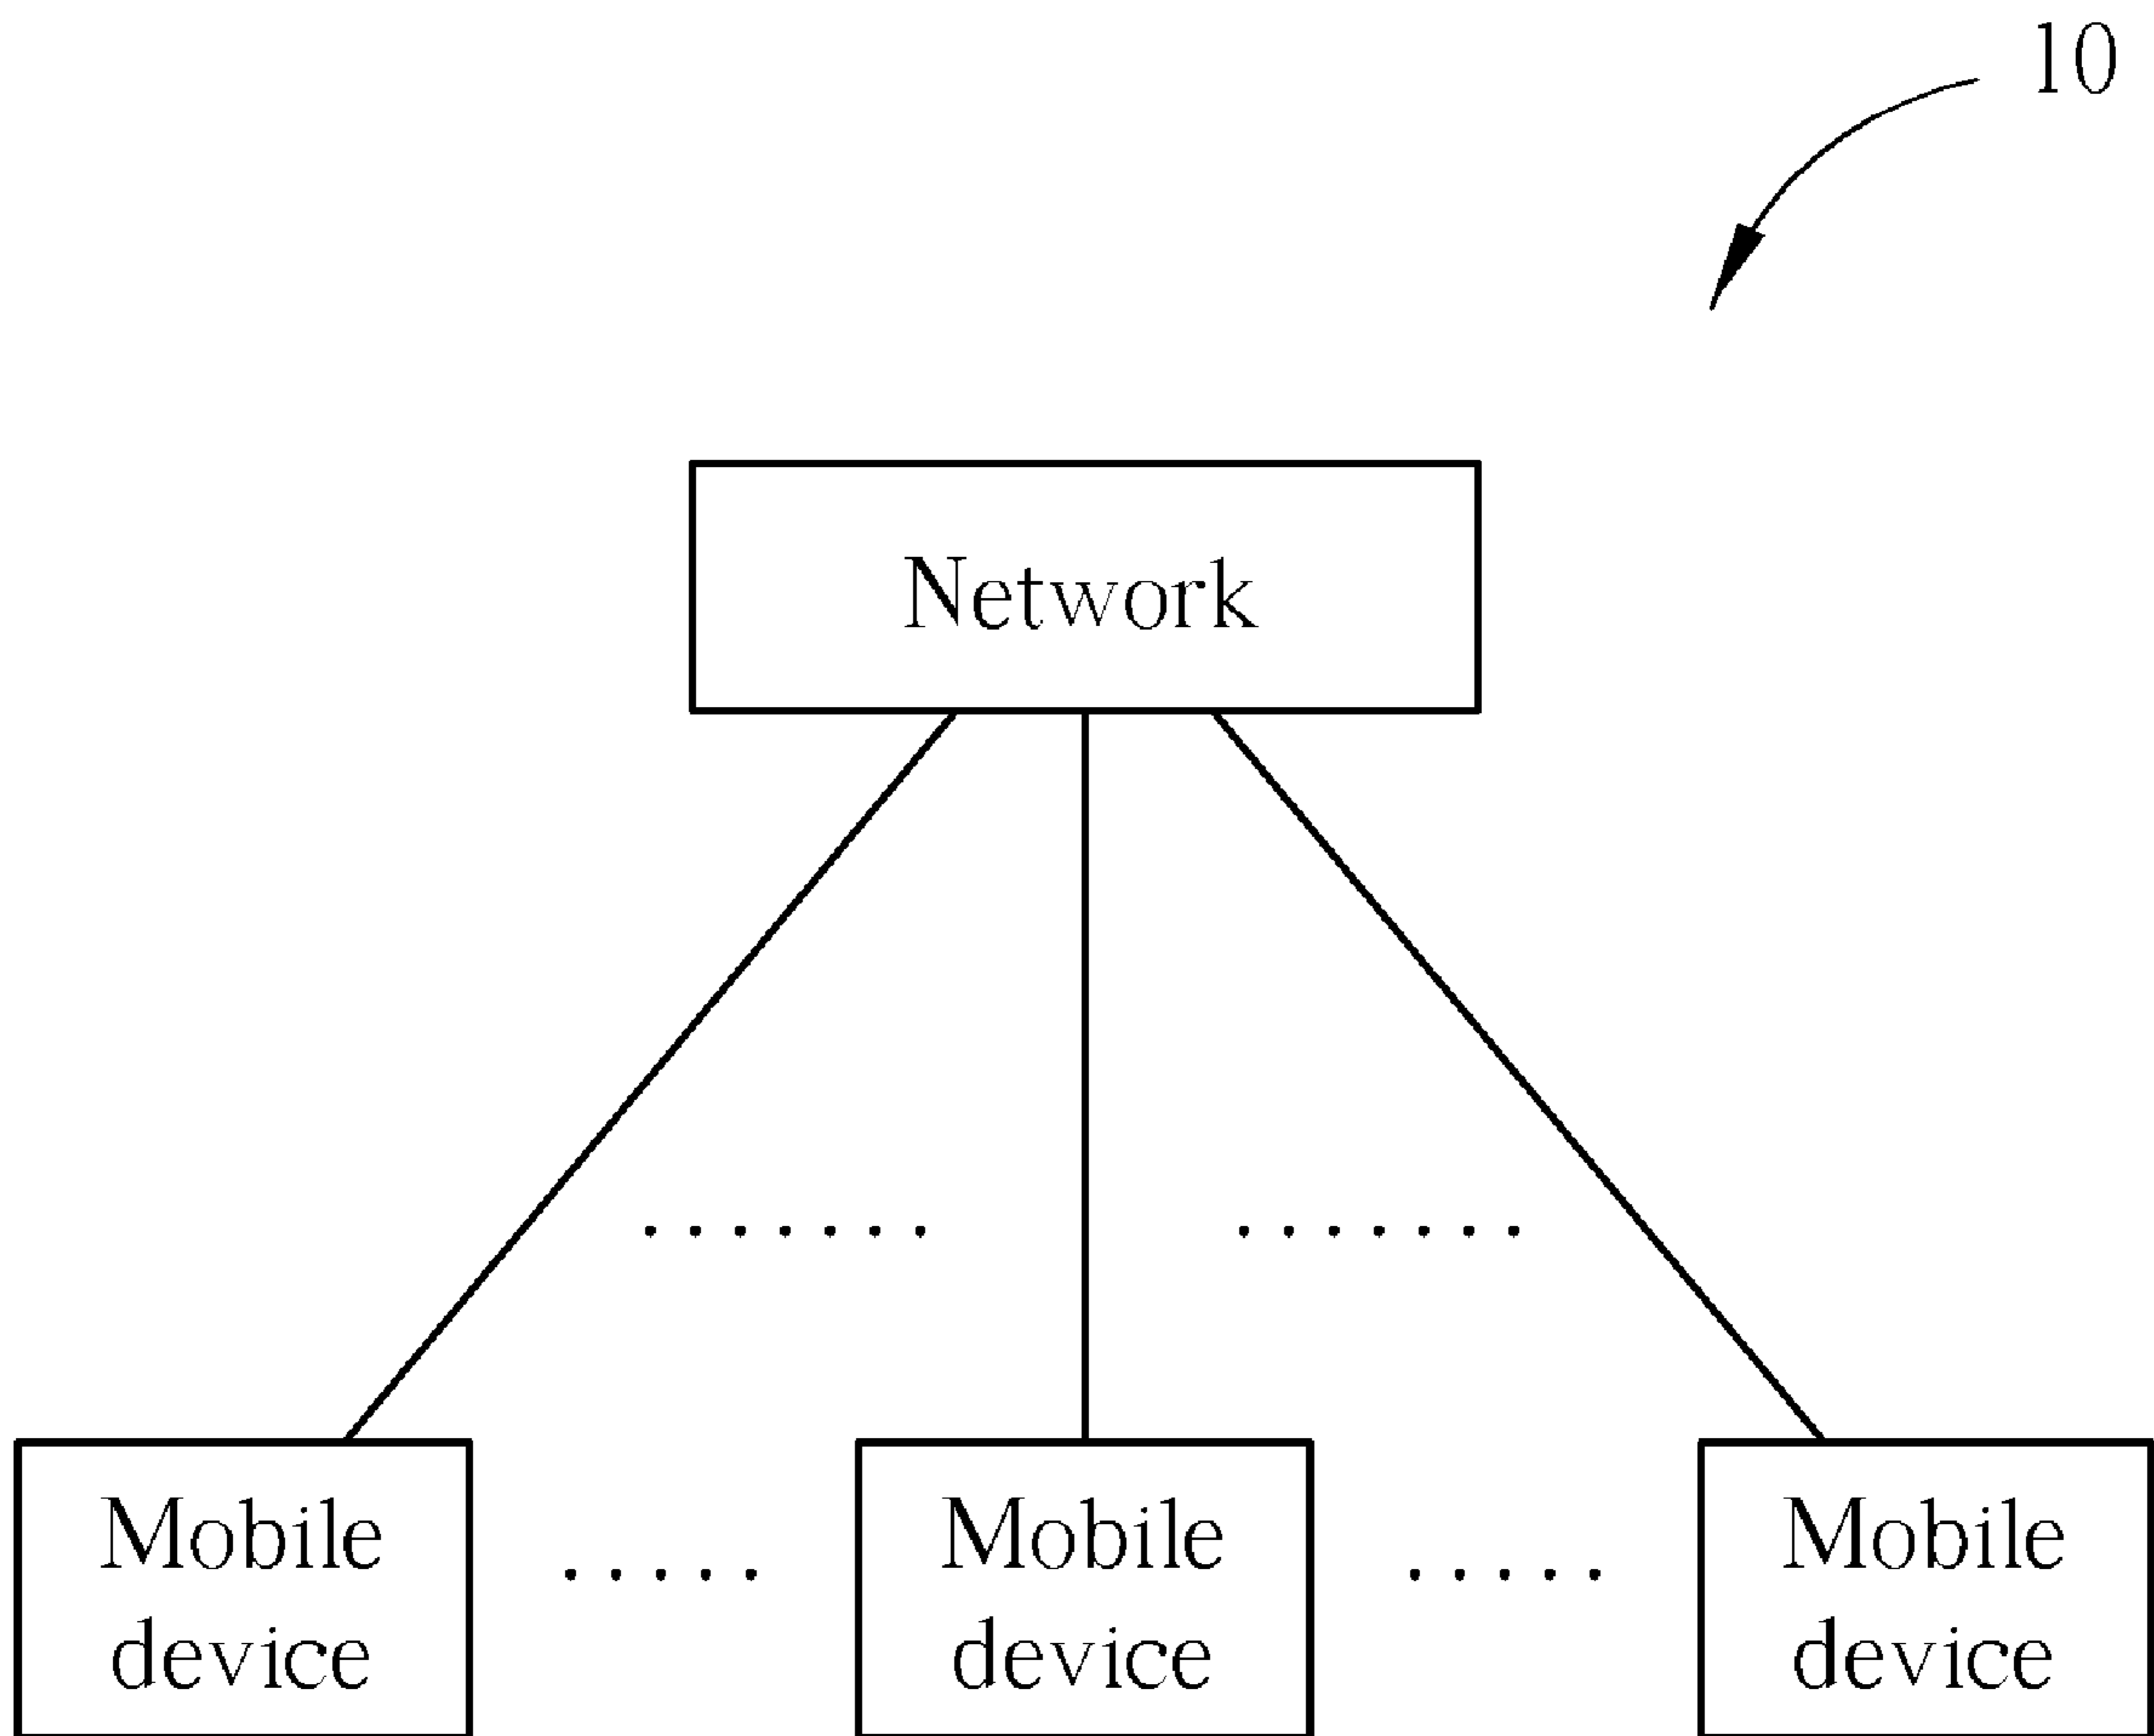 10
Network
.......   .......
Mobile
device
.....
Mobile
device
.....
Mobile
device